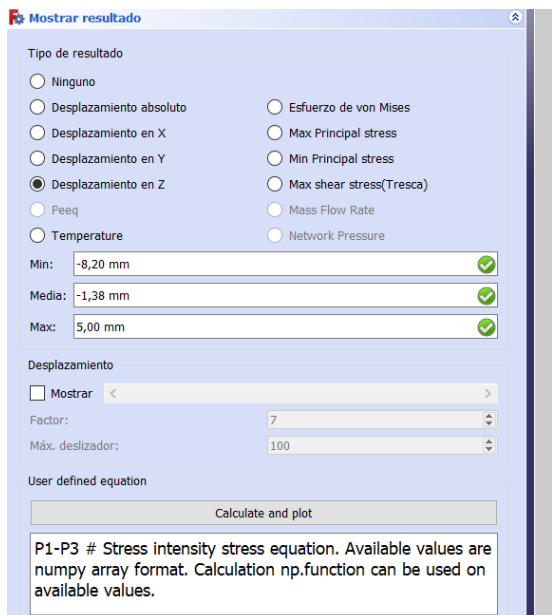 Mostrar resultado
Tipo de resultado
Ninguno
Desplazamiento absoluto
Esfuerzo de von Mises
Desplazamiento en X
Max Principal stress
Desplazamiento en Y
Min Principal stress
Desplazamiento en Z
Max shear stress(Tresca)
Peeq
Mass Flow Rate
Temperature
Network Pressure
Min: -8,20 mm
Media: -1,38 mm
Max: 5,00 mm
Desplazamiento
Mostrar
Factor: 7
Máx. deslizador: 100
User defined equation
Calculate and plot
P1-P3 # Stress intensity stress equation. Available values are
numpy array format. Calculation np.function can be used on
available values.